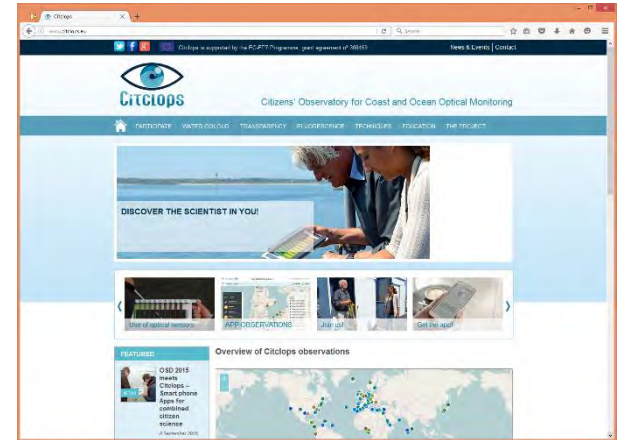 Citclops
www.citclops.eu
Search
Citclops is supported by the EC-FP7 Programme, grant agreement nº 308469
News & Events | Contact
CITCLOPS
Citizens' Observatory for Coast and Ocean Optical Monitoring
PARTICIPATE WATER COLOUR TRANSPARENCY FLUORESCENCE TECHNIQUES EDUCATION THE PROJECT
DISCOVER THE SCIENTIST IN YOU!
Use of optical sensors
APP OBSERVATIONS
Join us!
Get the app!
FEATURED
Overview of Citclops observations
OSD 2015
meets
Citclops –
Smart phone
Apps for
combined
citizen
science